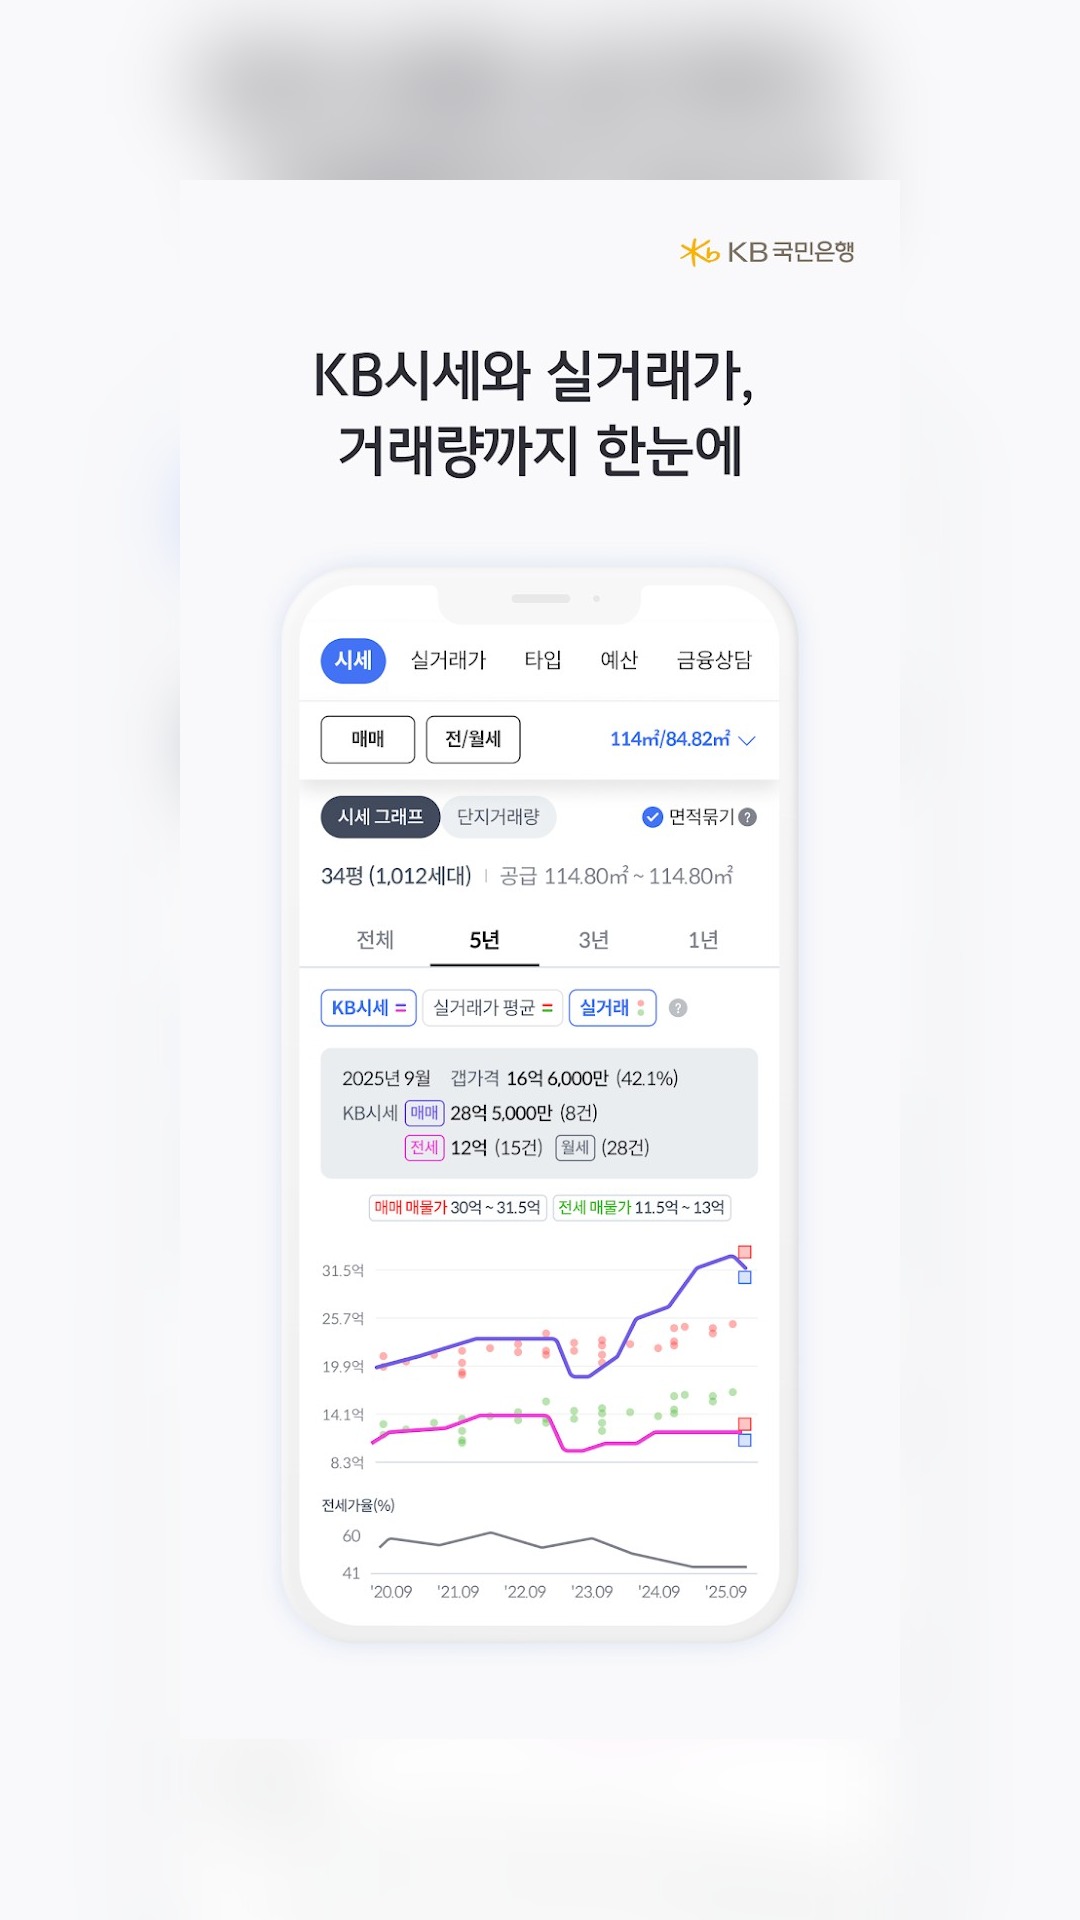 KB국민은행
KB시세와 실거래가,
거래량까지 한눈에
시세 실거래가 타입 예산 금융상담
매매 전/월세 114㎡/84.82㎡
시세 그래프 단지거래량 면적묶기 ?
34평 (1,012세대) | 공급 114.80㎡ ~ 114.80㎡
전체 5년 3년 1년
KB시세 실거래가 평균 실거래 ?
2025년 9월 갭가격 16억 6,000만 (42.1%)
KB시세 매매 28억 5,000만 (8건)
전세 12억 (15건) 월세 (28건)
매매 매물가 30억 ~ 31.5억 전세 매물가 11.5억 ~ 13억
31.5억
25.7억
19.9억
14.1억
8.3억
전세가율(%)
60
41
'20.09 '21.09 '22.09 '23.09 '24.09 '25.09